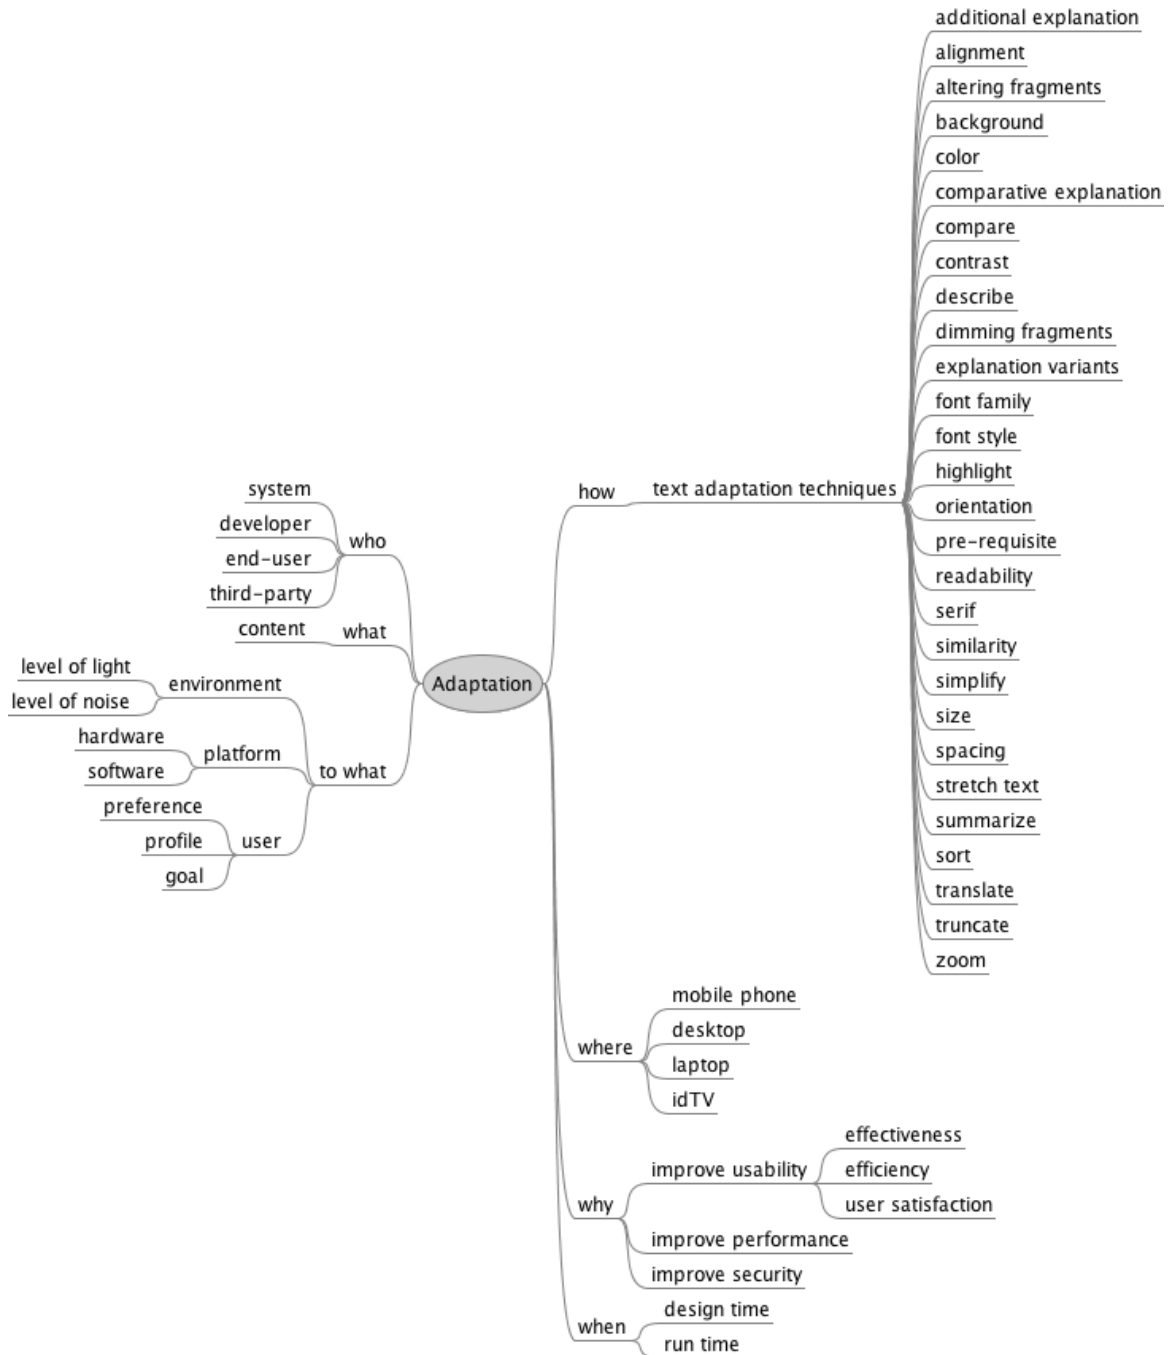 Adaptation
who
system
developer
end-user
third-party
what
content
to what
environment
level of light
level of noise
platform
hardware
software
user
preference
profile
goal
how
text adaptation techniques
additional explanation
alignment
altering fragments
background
color
comparative explanation
compare
contrast
describe
dimming fragments
explanation variants
font family
font style
highlight
orientation
pre-requisite
readability
serif
similarity
simplify
size
spacing
stretch text
summarize
sort
translate
truncate
zoom
where
mobile phone
desktop
laptop
idTV
why
improve usability
effectiveness
efficiency
user satisfaction
improve performance
improve security
when
design time
run time